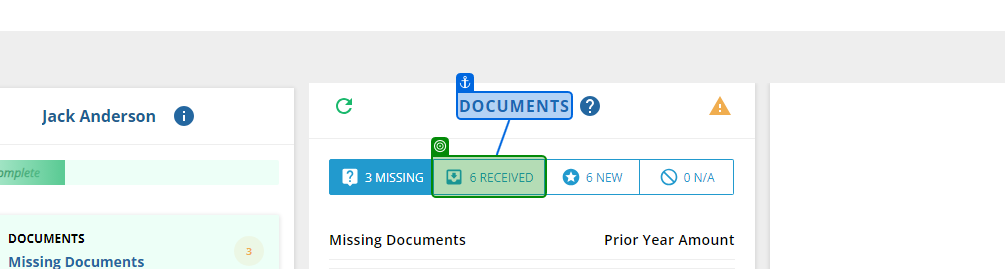 DOCUMENTS
Jack Anderson
omplete
3 MISSING
6 RECEIVED
6 NEW
0 N/A
DOCUMENTS
3
Missing Documents
Missing Documents
Prior Year Amount